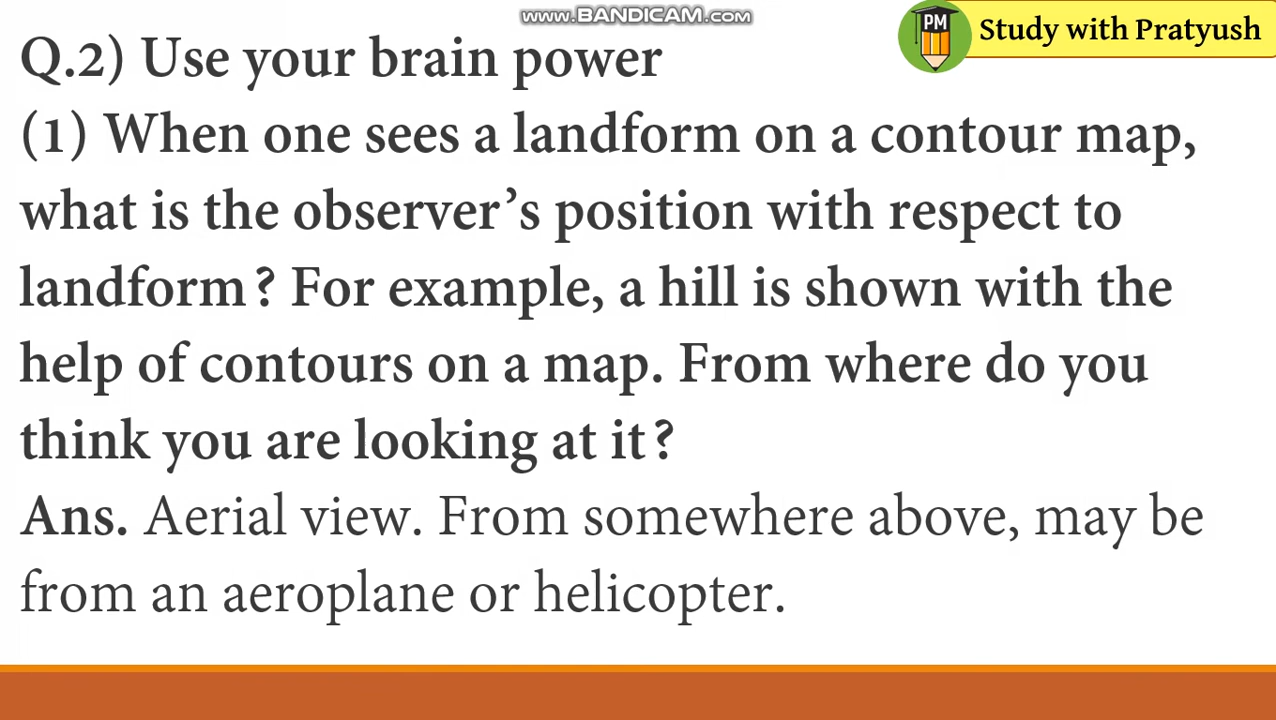 www.BANDICAM.com
PM
Study with Pratyush
Q.2) Use your brain power
(1) When one sees a landform on a contour map,
what is the observer’s position with respect to
landform? For example, a hill is shown with the
help of contours on a map. From where do you
think you are looking at it?
Ans. Aerial view. From somewhere above, may be
from an aeroplane or helicopter.